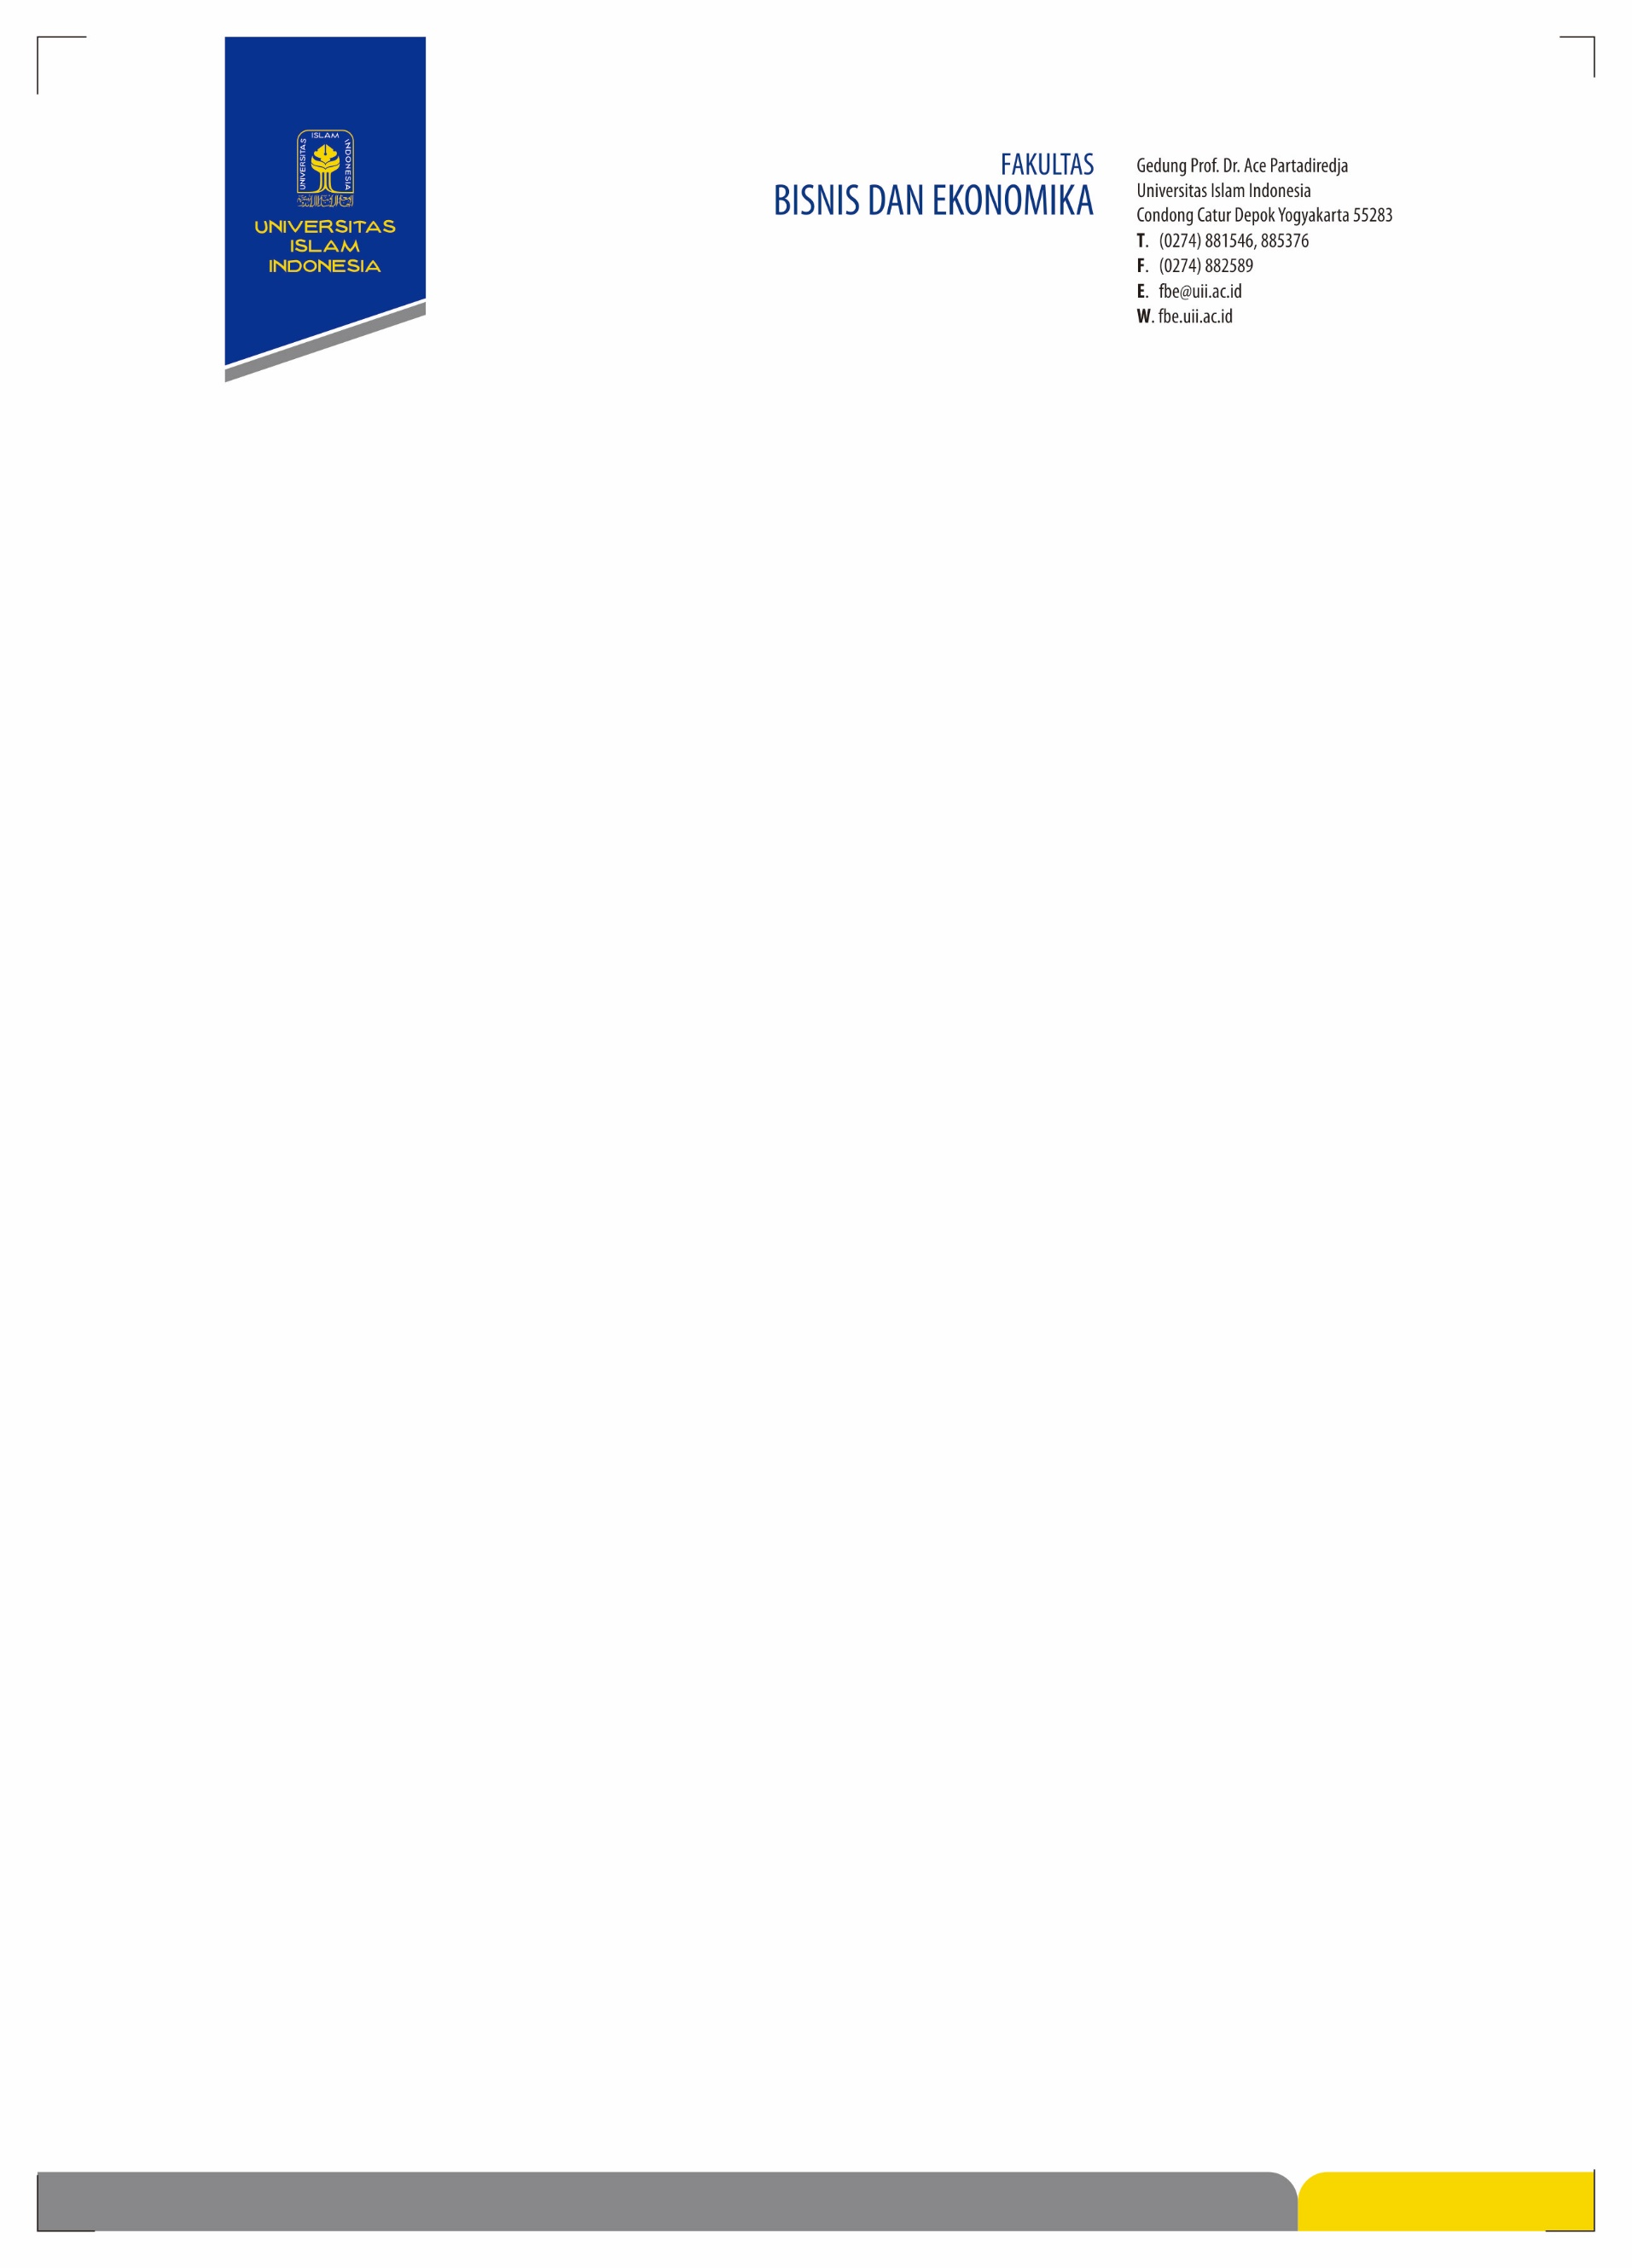 UNIVERSITAS
ISLAM
INDONESIA
UNIVERSITAS
ISLAM
INDONESIA
FAKULTAS
BISNIS DAN EKONOMIKA
Gedung Prof. Dr. Ace Partadiredja
Universitas Islam Indonesia
Condong Catur Depok Yogyakarta 55283
T. (0274) 881546, 885376
F. (0274) 882589
E. fbe@uii.ac.id
W. fbe.uii.ac.id